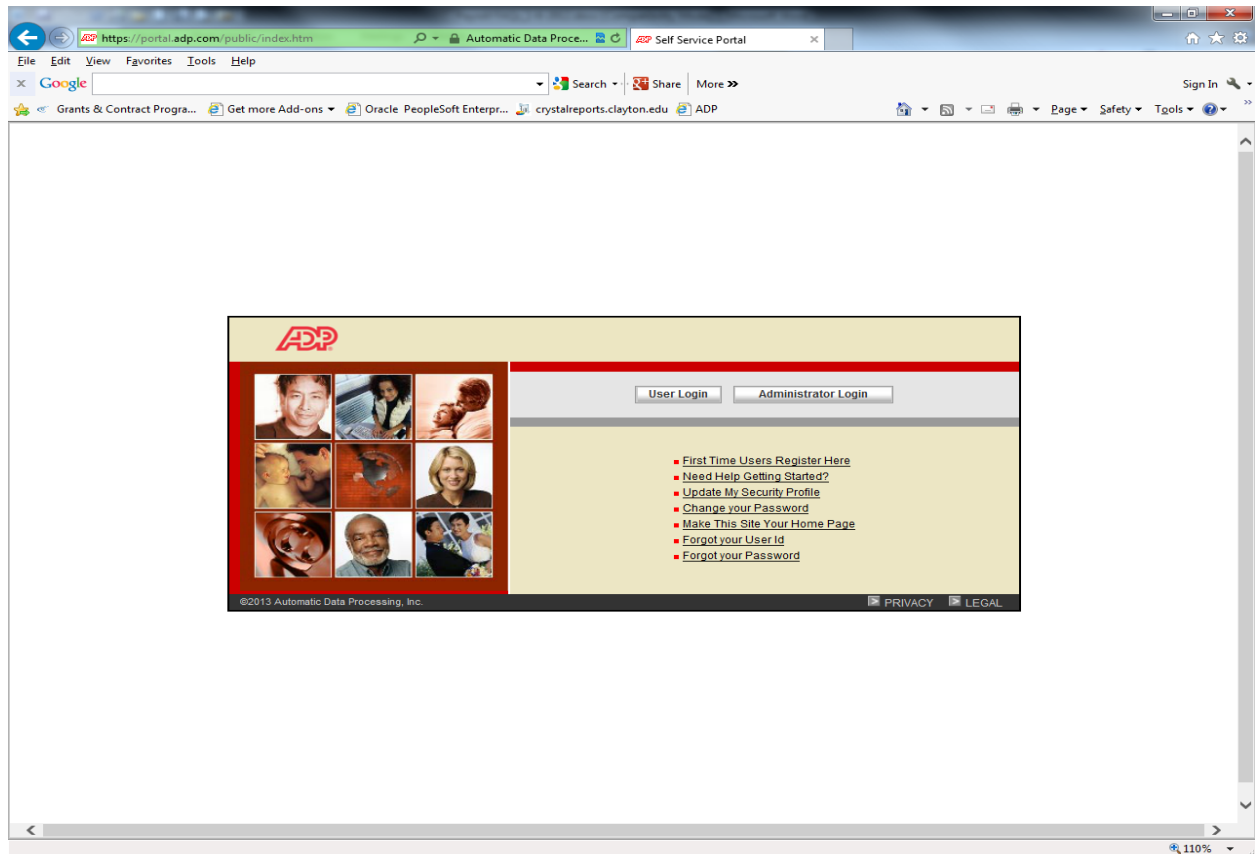 https://portal.adp.com/public/index.htm Automatic Data Proce... Self Service Portal
File Edit View Favorites Tools Help
x Google Search Share More >>
Sign In
Grants & Contract Progra... Get more Add-ons Oracle PeopleSoft Enterpr... crystalreports.clayton.edu ADP
Page Safety Tools
ADP
User Login Administrator Login
First Time Users Register Here
Need Help Getting Started?
Update My Security Profile
Change your Password
Make This Site Your Home Page
Forgot your User Id
Forgot your Password
©2013 Automatic Data Processing, Inc. PRIVACY LEGAL
110%